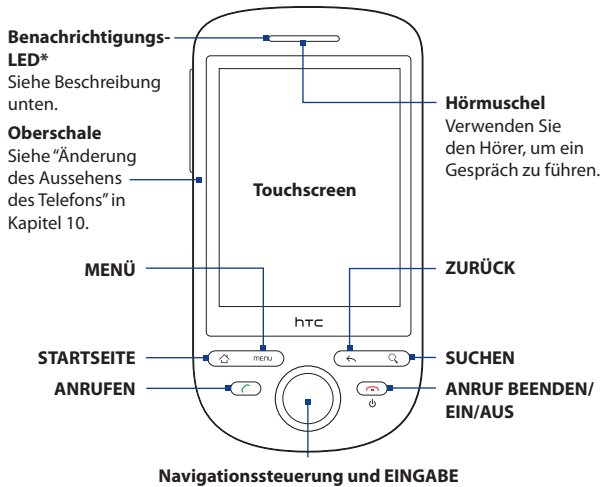 Benachrichtigungs-
LED*
Siehe Beschreibung
unten.
Oberschale
Siehe “Änderung
des Aussehens
des Telefons” in
Kapitel 10.
MENÜ
STARTSEITE
ANRUFEN
Touchscreen
hTC
MENU
Hörmuschel
Verwenden Sie
den Hörer, um ein
Gespräch zu führen.
ZURÜCK
SUCHEN
ANRUF BEENDEN/
EIN/AUS
Navigationssteuerung und EINGABE